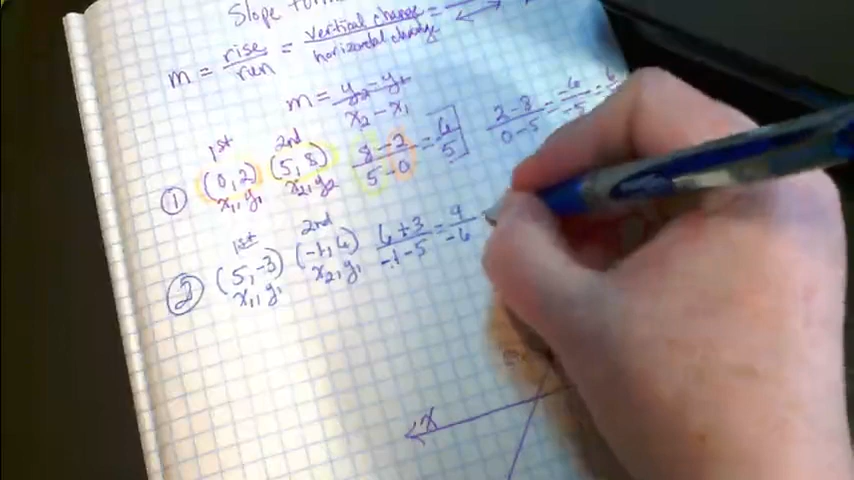 Slope
m = rise/run = vertical change/horizontal change =
m = y₂-y₁/x₂-x₁
1st 2nd
① (0,2) (5,8) 8-2/5-0 = 6/5 2-8/0-5 = -6/-5 =
x₁,y₁ x₂,y₂
1st 2nd
② (5,-3) (-1,6) 6+3/-1-5 = 9/-6
x₁,y₁ x₂,y₁
x